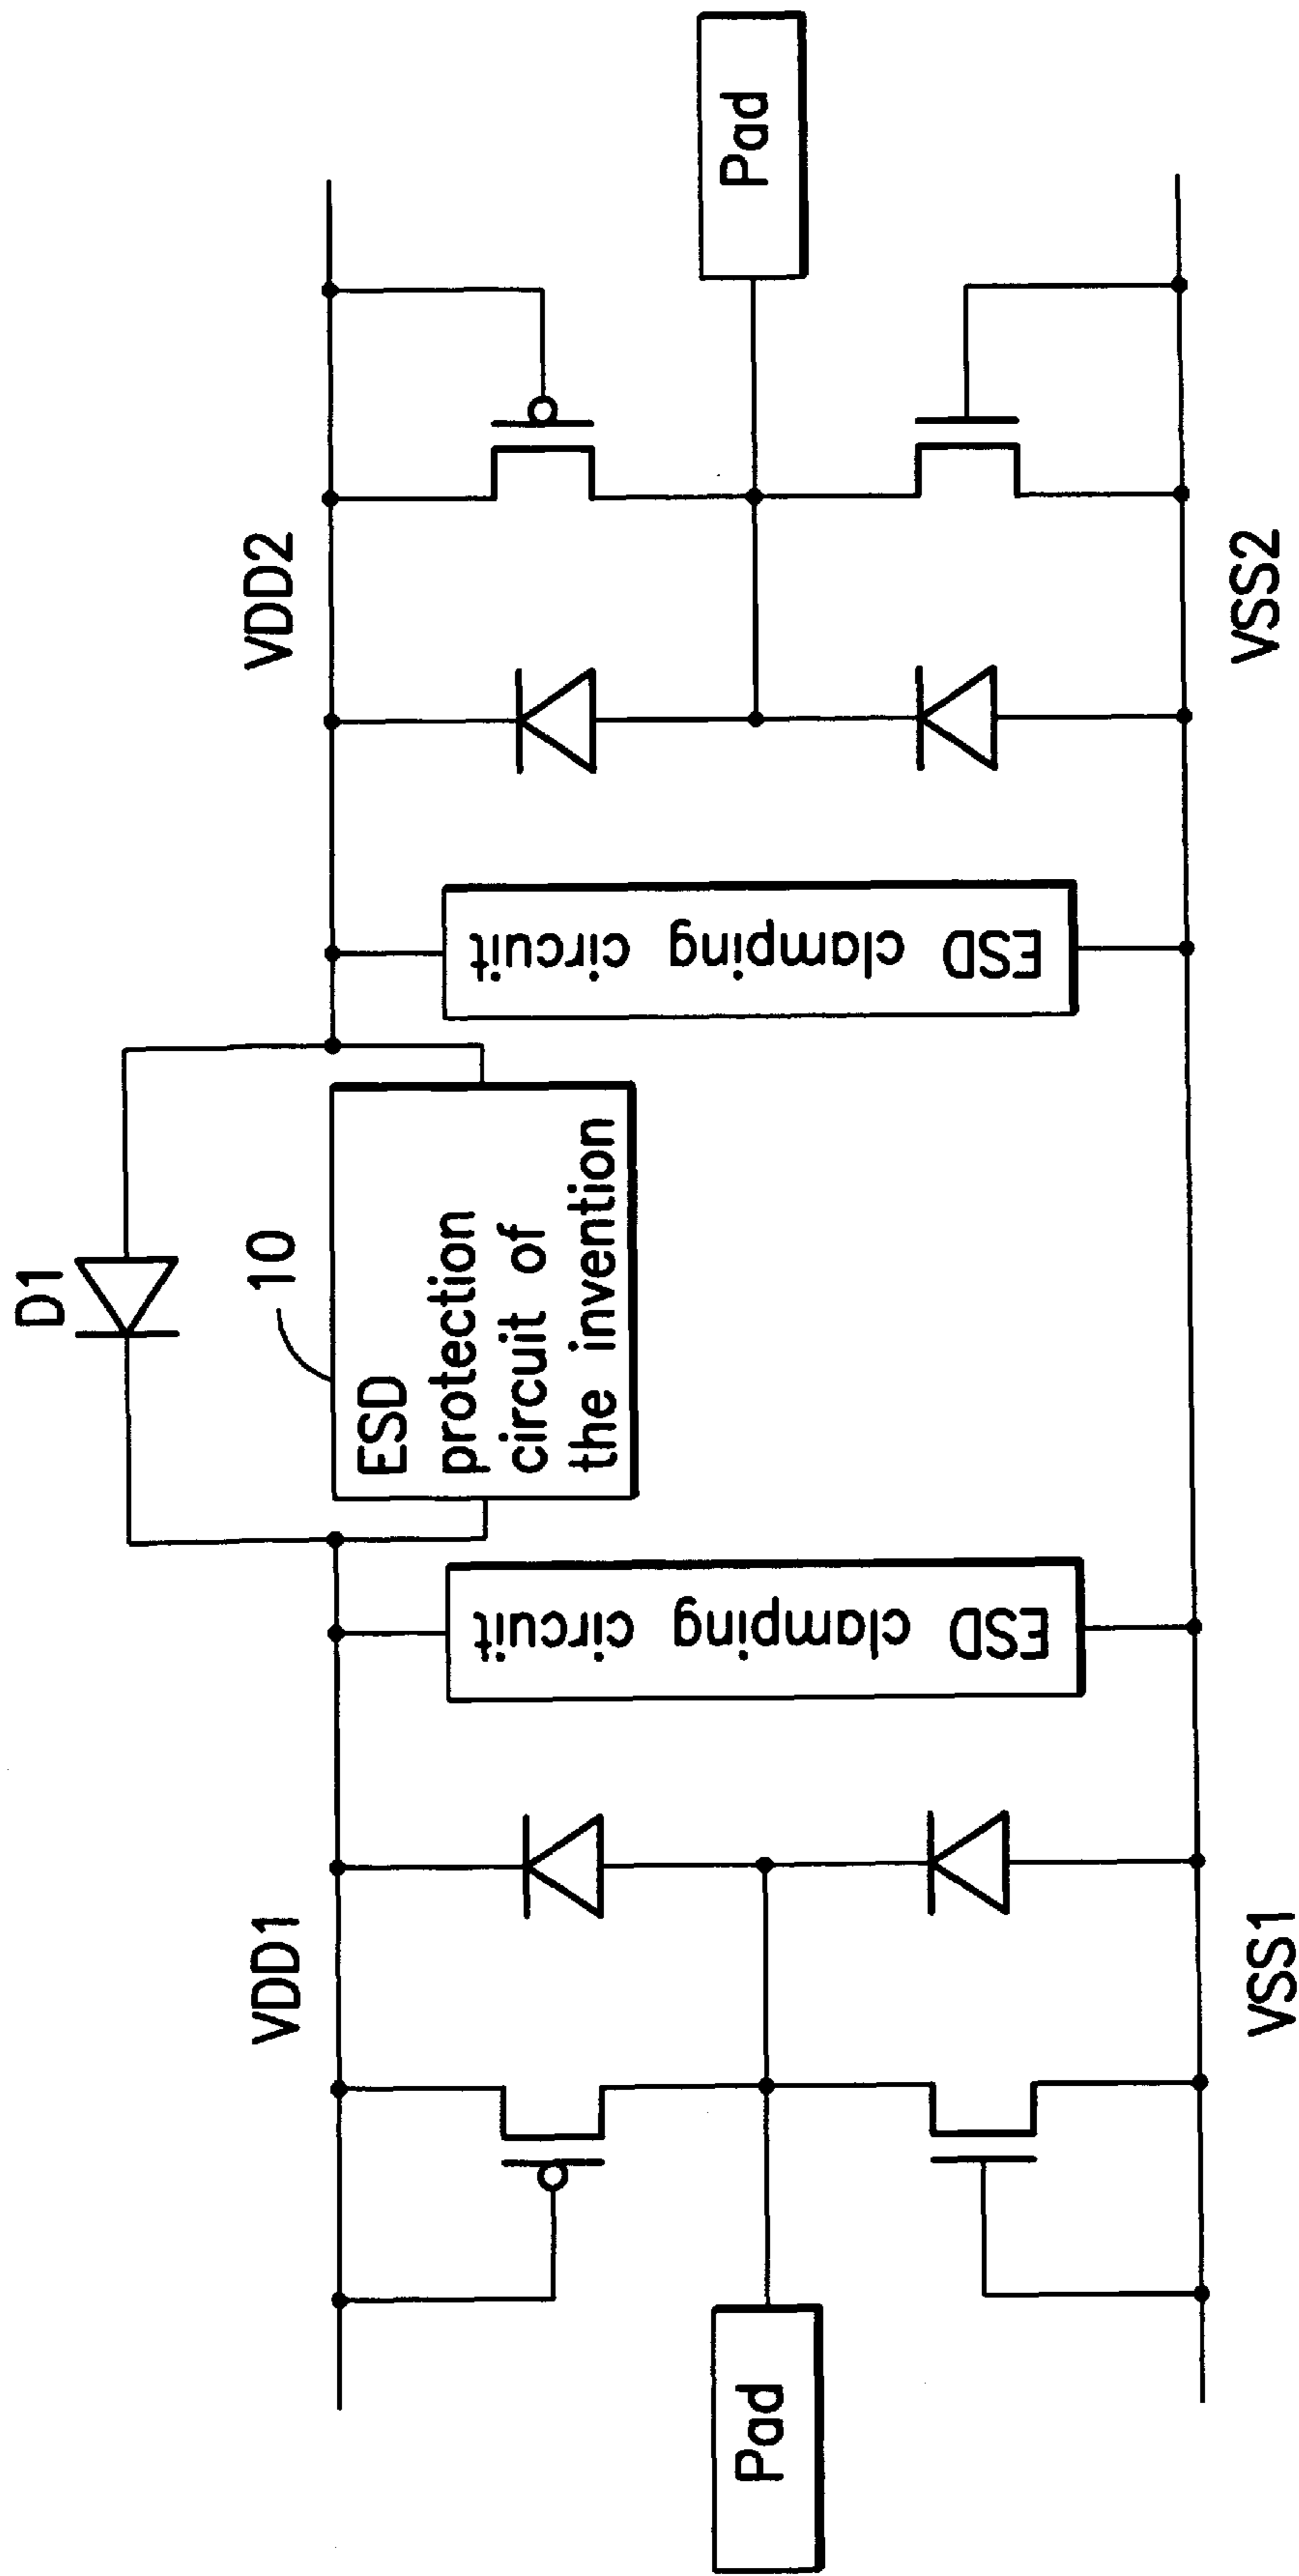 D1
10
VDD1
VDD2
ESD
protection
circuit of
the invention
ESD clamping
circuit
ESD clamping
circuit
Pad
Pad
VSS1
VSS2